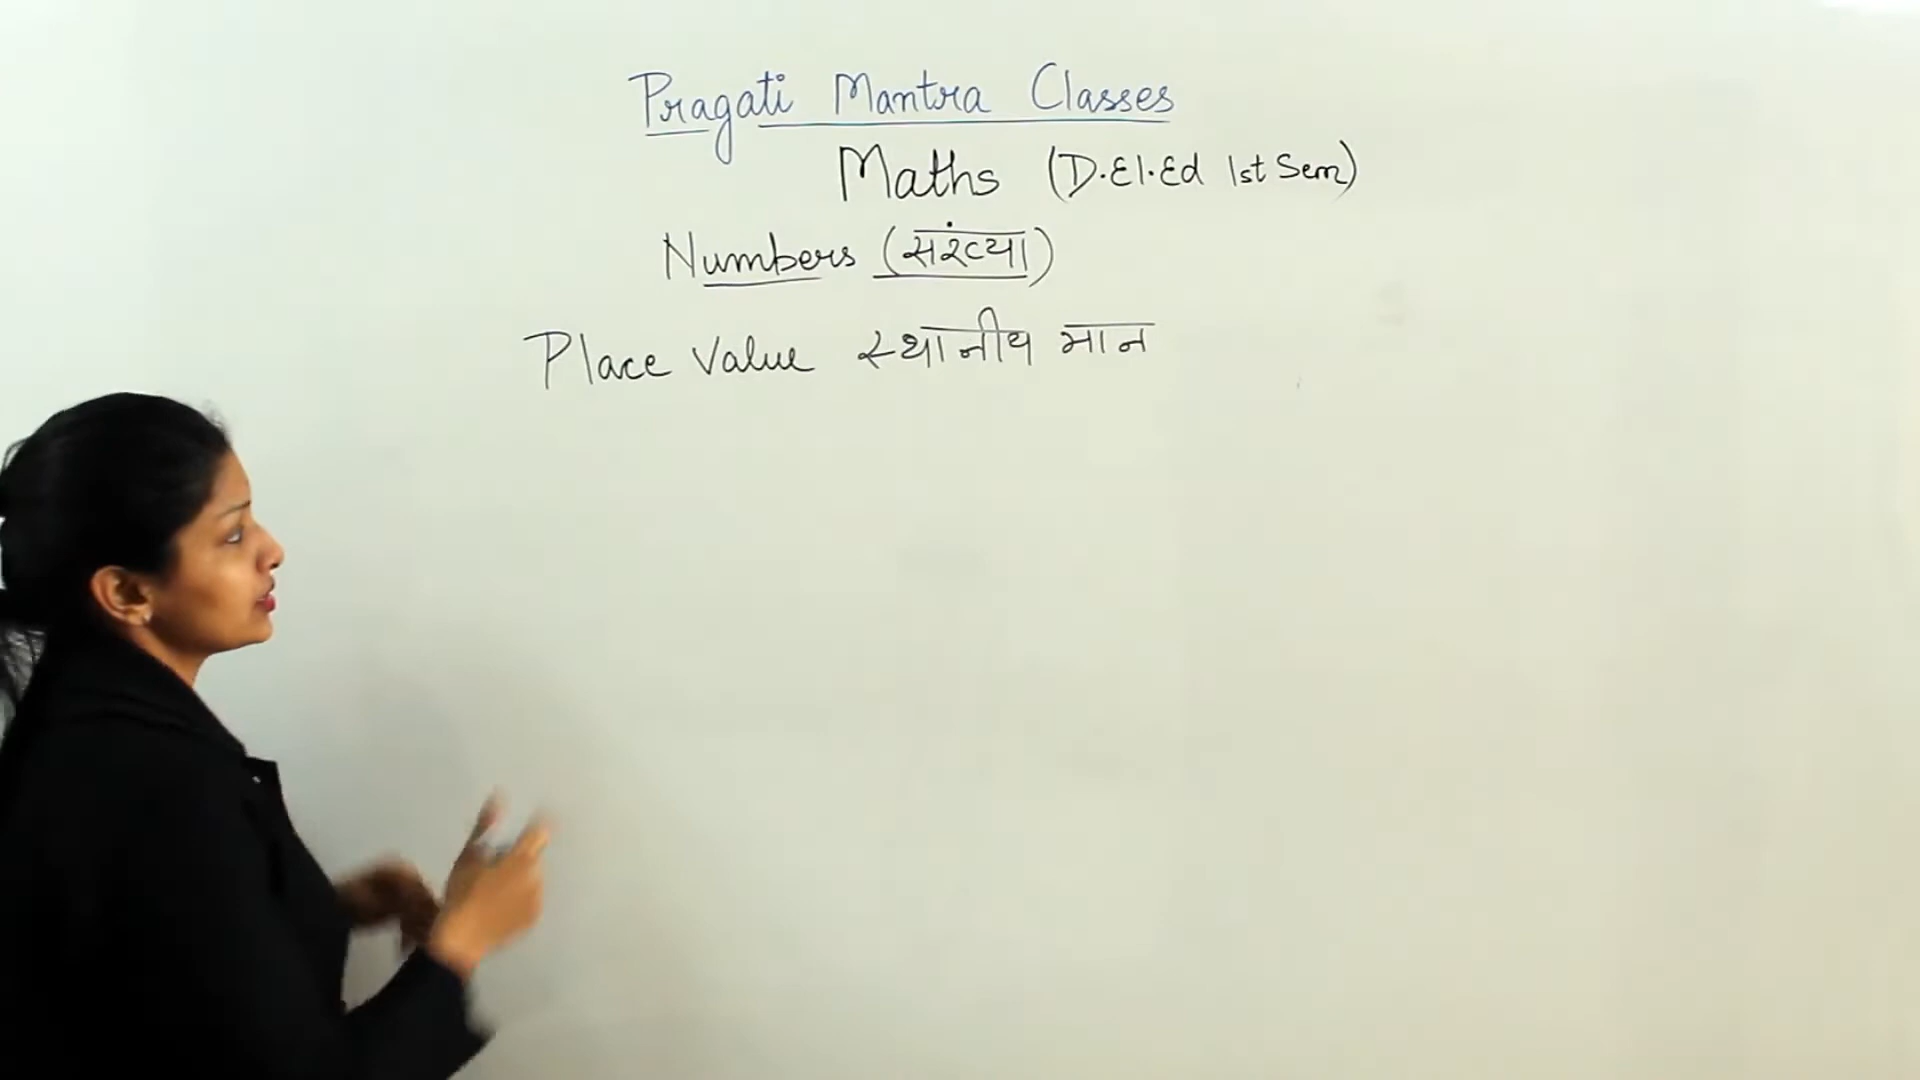 Pragati Mantra Classes
Maths (D.El.Ed 1st Sem)
Numbers (संख्या)
Place Value स्थानीय मान